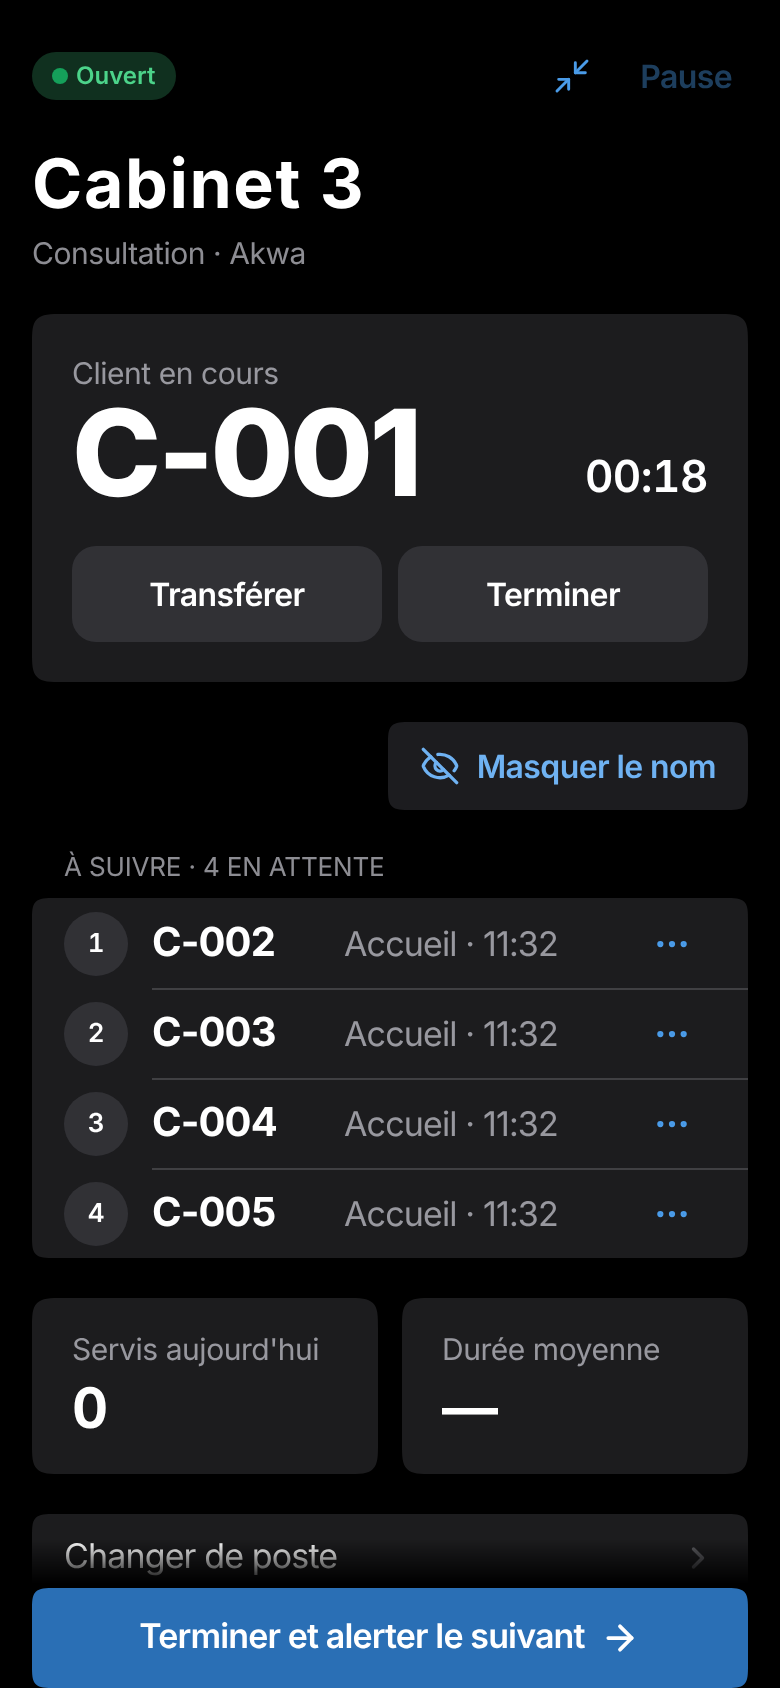 Ouvert
Pause
Cabinet 3
Consultation · Akwa
Client en cours
C-001
00:18
Transférer
Terminer
Masquer le nom
À SUIVRE · 4 EN ATTENTE
1 C-002 Accueil · 11:32
2 C-003 Accueil · 11:32
3 C-004 Accueil · 11:32
4 C-005 Accueil · 11:32
Servis aujourd'hui
0
Durée moyenne
—
Changer de poste
Terminer et alerter le suivant →